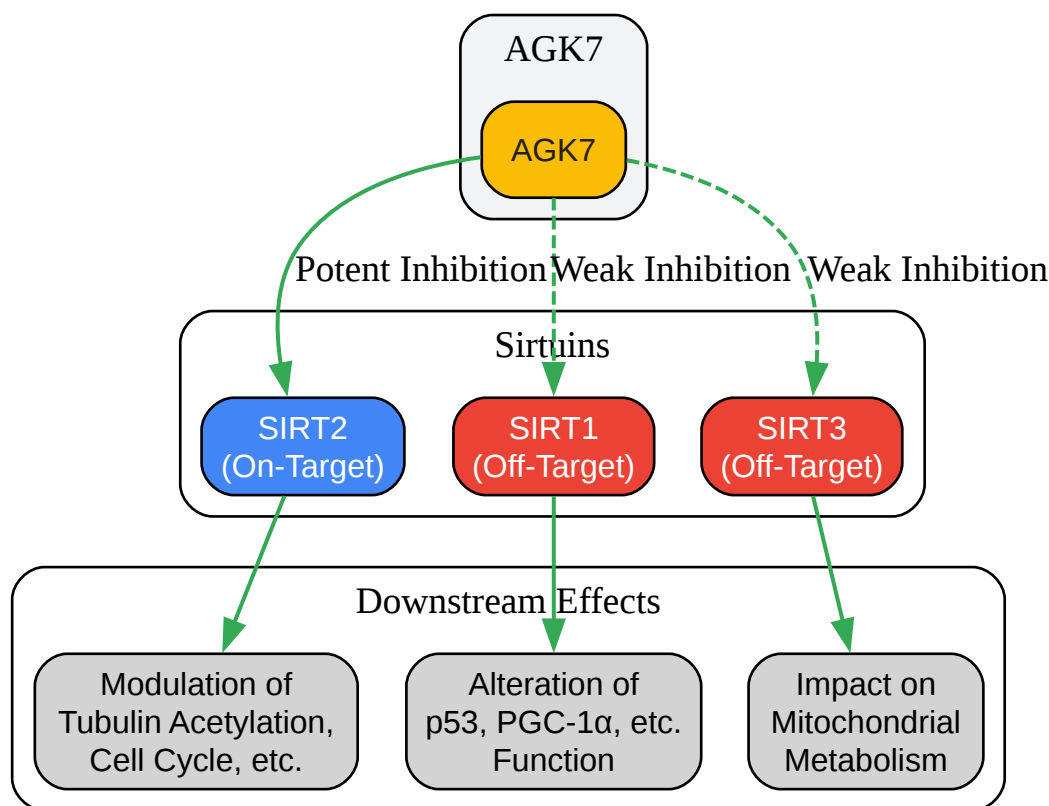 AGK7
AGK7
Potent Inhibition
Weak Inhibition
Weak Inhibition
Sirtuins
SIRT2
(On-Target)
SIRT1
(Off-Target)
SIRT3
(Off-Target)
Downstream Effects
Modulation of
Tubulin Acetylation,
Cell Cycle, etc.
Alteration of
p53, PGC-1α, etc.
Function
Impact on
Mitochondrial
Metabolism